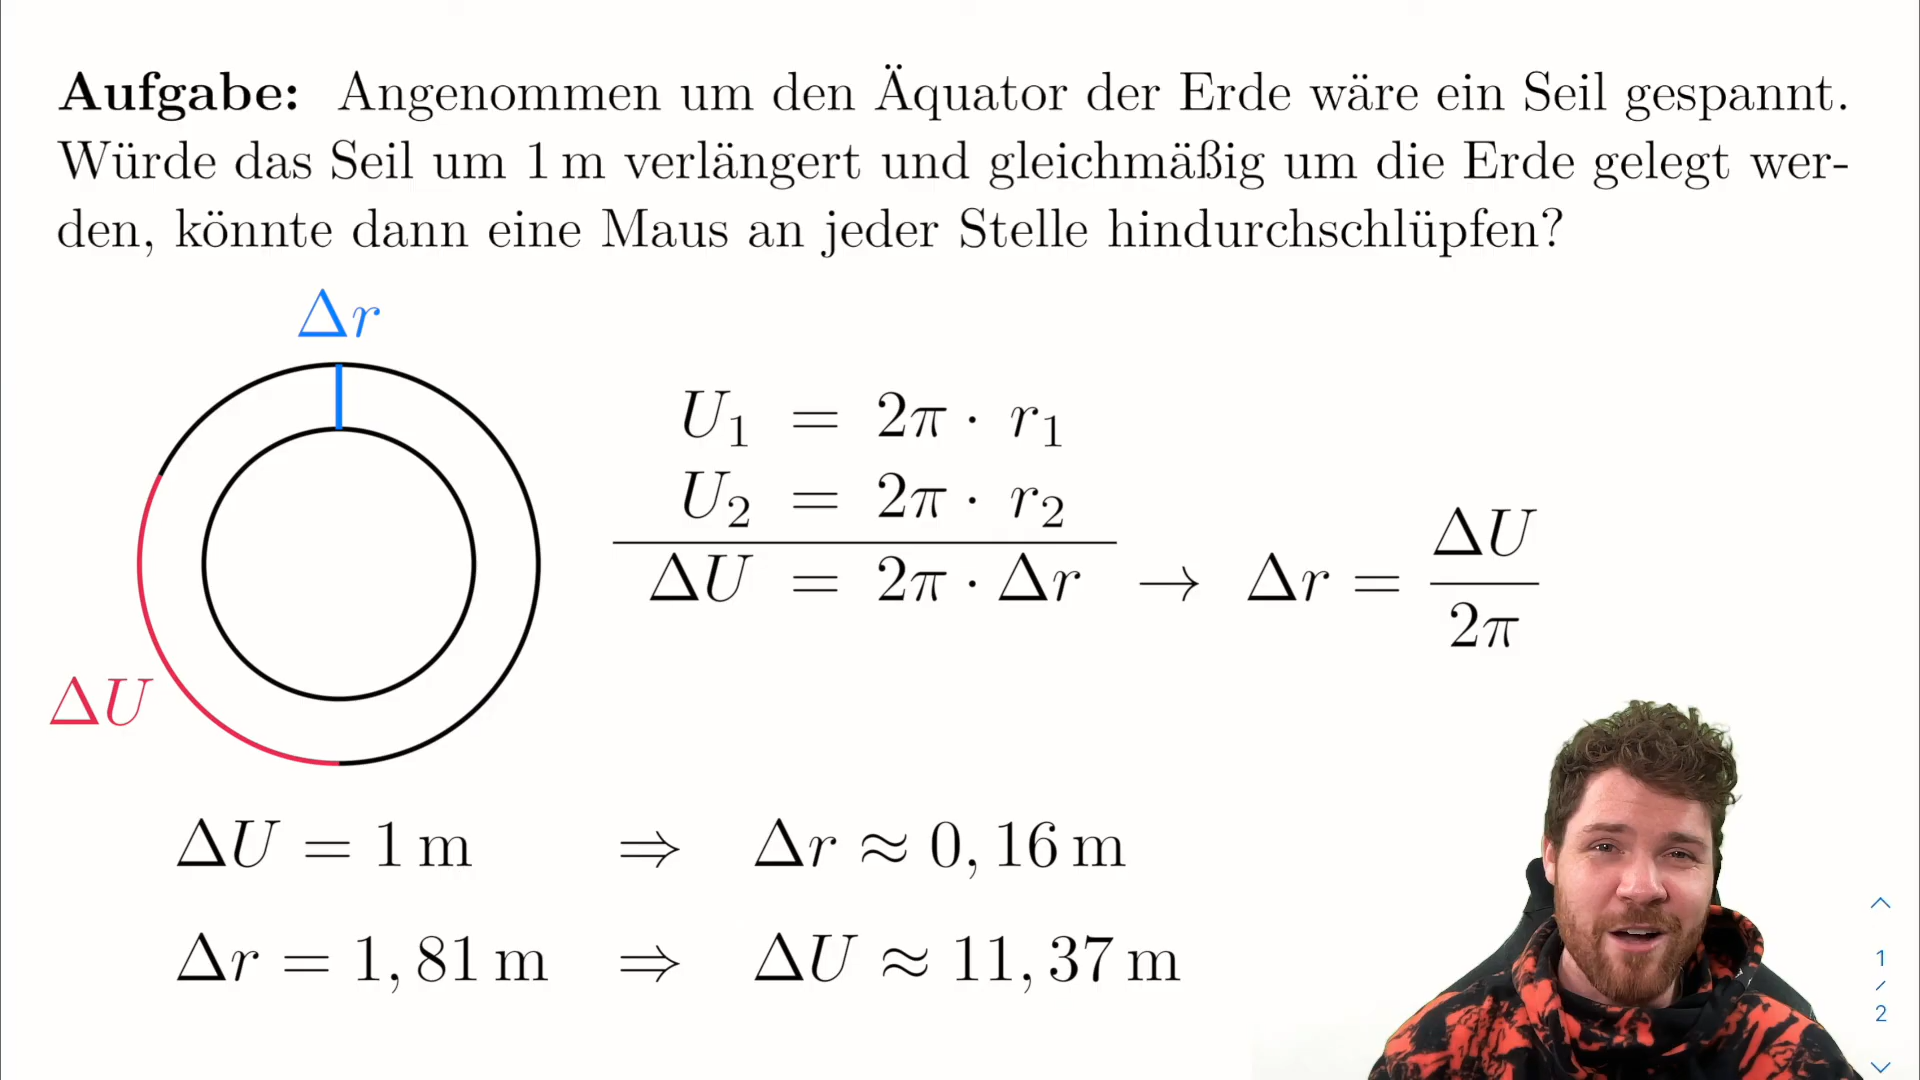 Aufgabe: Angenommen um den Äquator der Erde wäre ein Seil gespannt.
Würde das Seil um 1 m verlängert und gleichmäßig um die Erde gelegt wer-
den, könnte dann eine Maus an jeder Stelle hindurchschlüpfen?
Δr
U₁ = 2π · r₁
U₂ = 2π · r₂
ΔU = 2π · Δr → Δr = ΔU/2π
ΔU
ΔU = 1 m ⇒ Δr ≈ 0,16 m
Δr = 1,81 m ⇒ ΔU ≈ 11,37 m
1
/
2